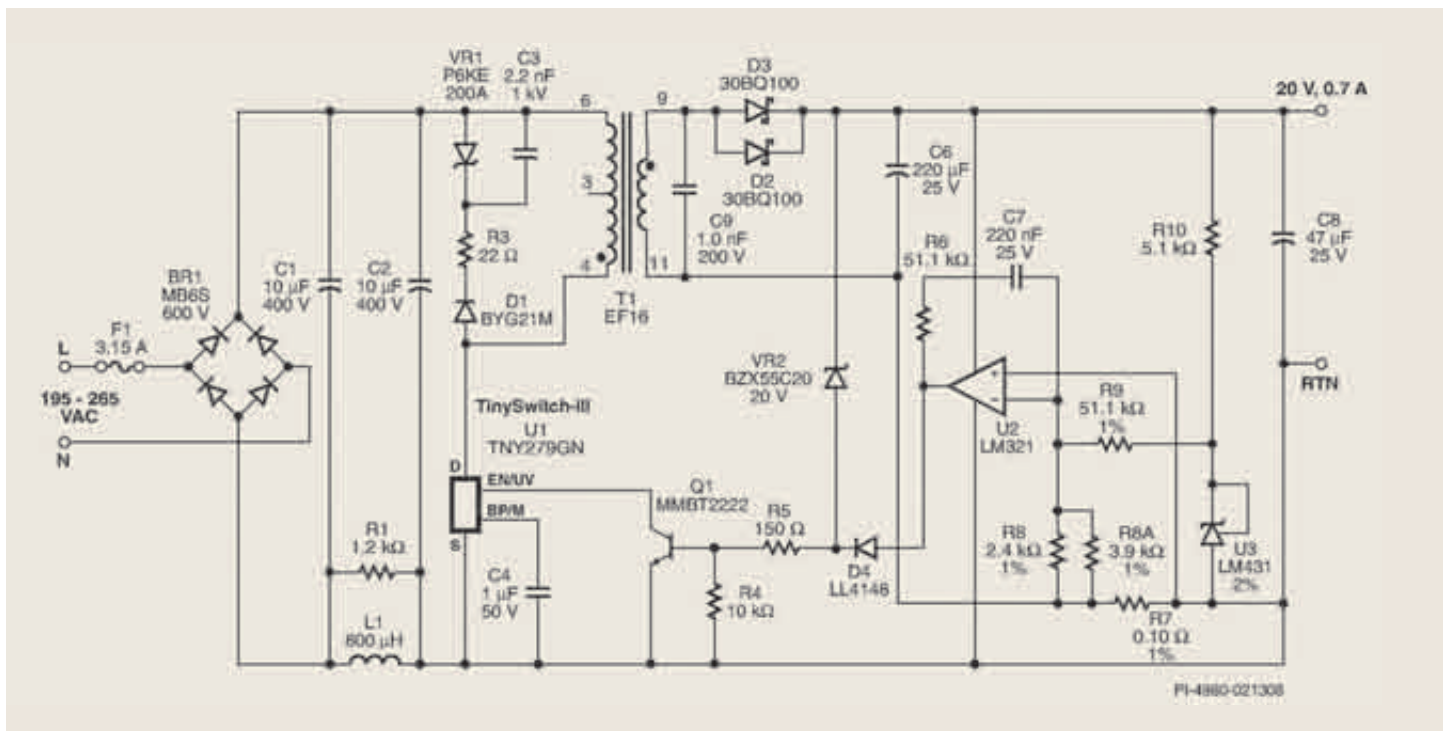 VR1
P6KE
200A
C3
2.2 nF
1 kV
D3
30BQ100
20 V, 0.7 A
6
9
3
4
11
D2
30BQ100
C6
220 µF
25 V
C9
1.0 nF
200 V
R3
22 Ω
D1
BYG21M
T1
EF16
BR1
MB6S
600 V
C1
10 µF
400 V
C2
10 µF
400 V
R6
51.1 kΩ
C7
220 nF
25 V
R10
5.1 kΩ
C8
47 µF
25 V
F1
3.15 A
L
195 - 265
VAC
N
VR2
BZX55C20
20 V
+
-
U2
LM321
R9
51.1 kΩ
1%
RTN
TinySwitch-III
U1
TNY279GN
D
EN/UV
BP/M
S
Q1
MMBT2222
R5
150 Ω
D4
LL4148
R8
2.4 kΩ
1%
R8A
3.9 kΩ
1%
U3
LM431
2%
R1
1.2 kΩ
C4
1 µF
50 V
R4
10 kΩ
R7
0.10 Ω
1%
L1
600 µH
PI-4980-021308